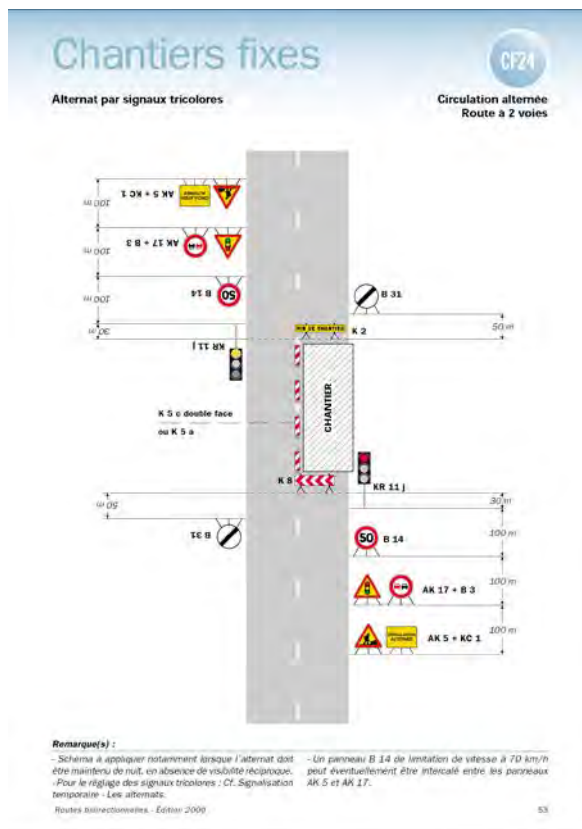 Chantiers fixes
CF24
Alternat par signaux tricolores
Circulation alternée
Route à 2 voies
AK 5 + KC 1
100 m
AK 17 + B 3
100 m
50
B 14
100 m
B 31
30 m
KR 11 j
FIN DE CHANTIER
K 2
50 m
CHANTIER
K 5 c double face
ou K 5 a
K 8
KR 11 j
50 m
30 m
B 31
50
B 14
100 m
AK 17 + B 3
100 m
CIRCULATION
ALTERNEE
AK 5 + KC 1
100 m
Remarque(s) :
- Schéma à appliquer notamment lorsque l'alternat doit
être maintenu de nuit, en absence de visibilité réciproque.
-Pour le réglage des signaux tricolores : Cf. Signalisation
temporaire - Les alternats.
- Un panneau B 14 de limitation de vitesse à 70 km/h
peut éventuellement être intercalé entre les panneaux
AK 5 et AK 17.
Routes bidirectionnelles - Édition 2000
53